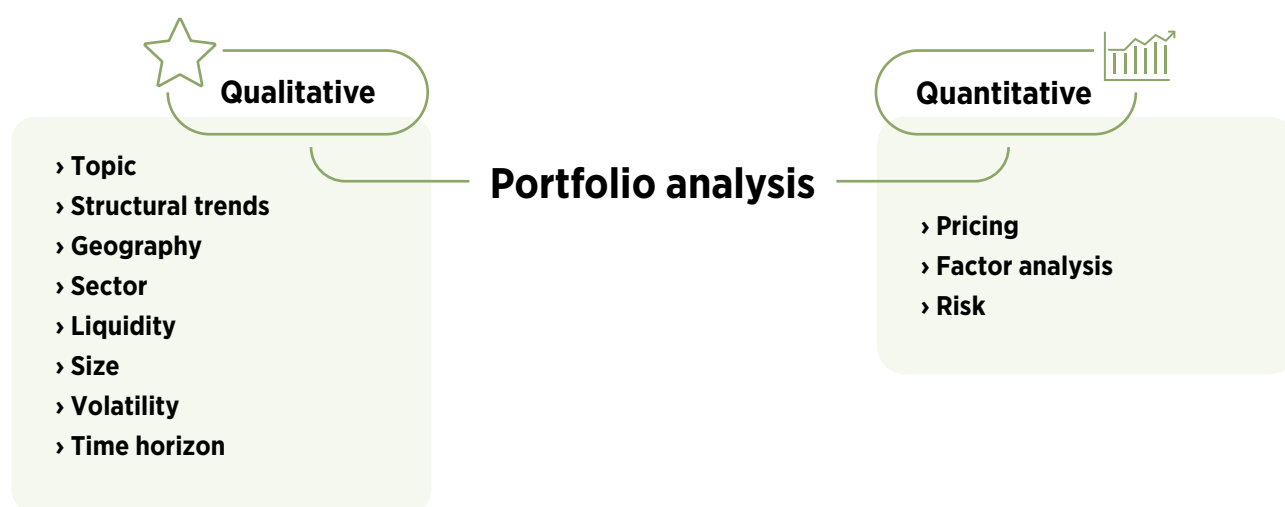 Qualitative
› Topic
› Structural trends
› Geography
› Sector
› Liquidity
› Size
› Volatility
› Time horizon
Portfolio analysis
Quantitative
› Pricing
› Factor analysis
› Risk